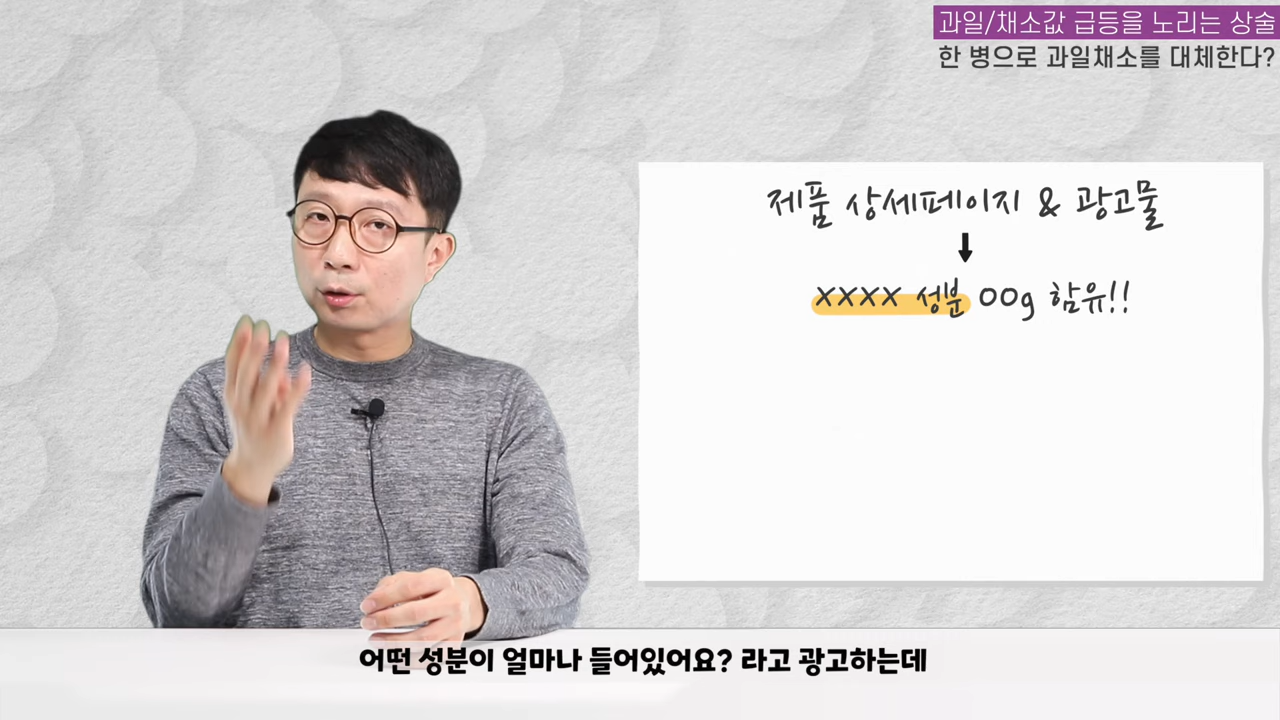 과일/채소값 급등을 노리는 상술
한 병으로 과일채소를 대체한다?
제품 상세페이지 & 광고물
XXXX 성분 00g 함유!!
어떤 성분이 얼마나 들어있어요? 라고 광고하는데